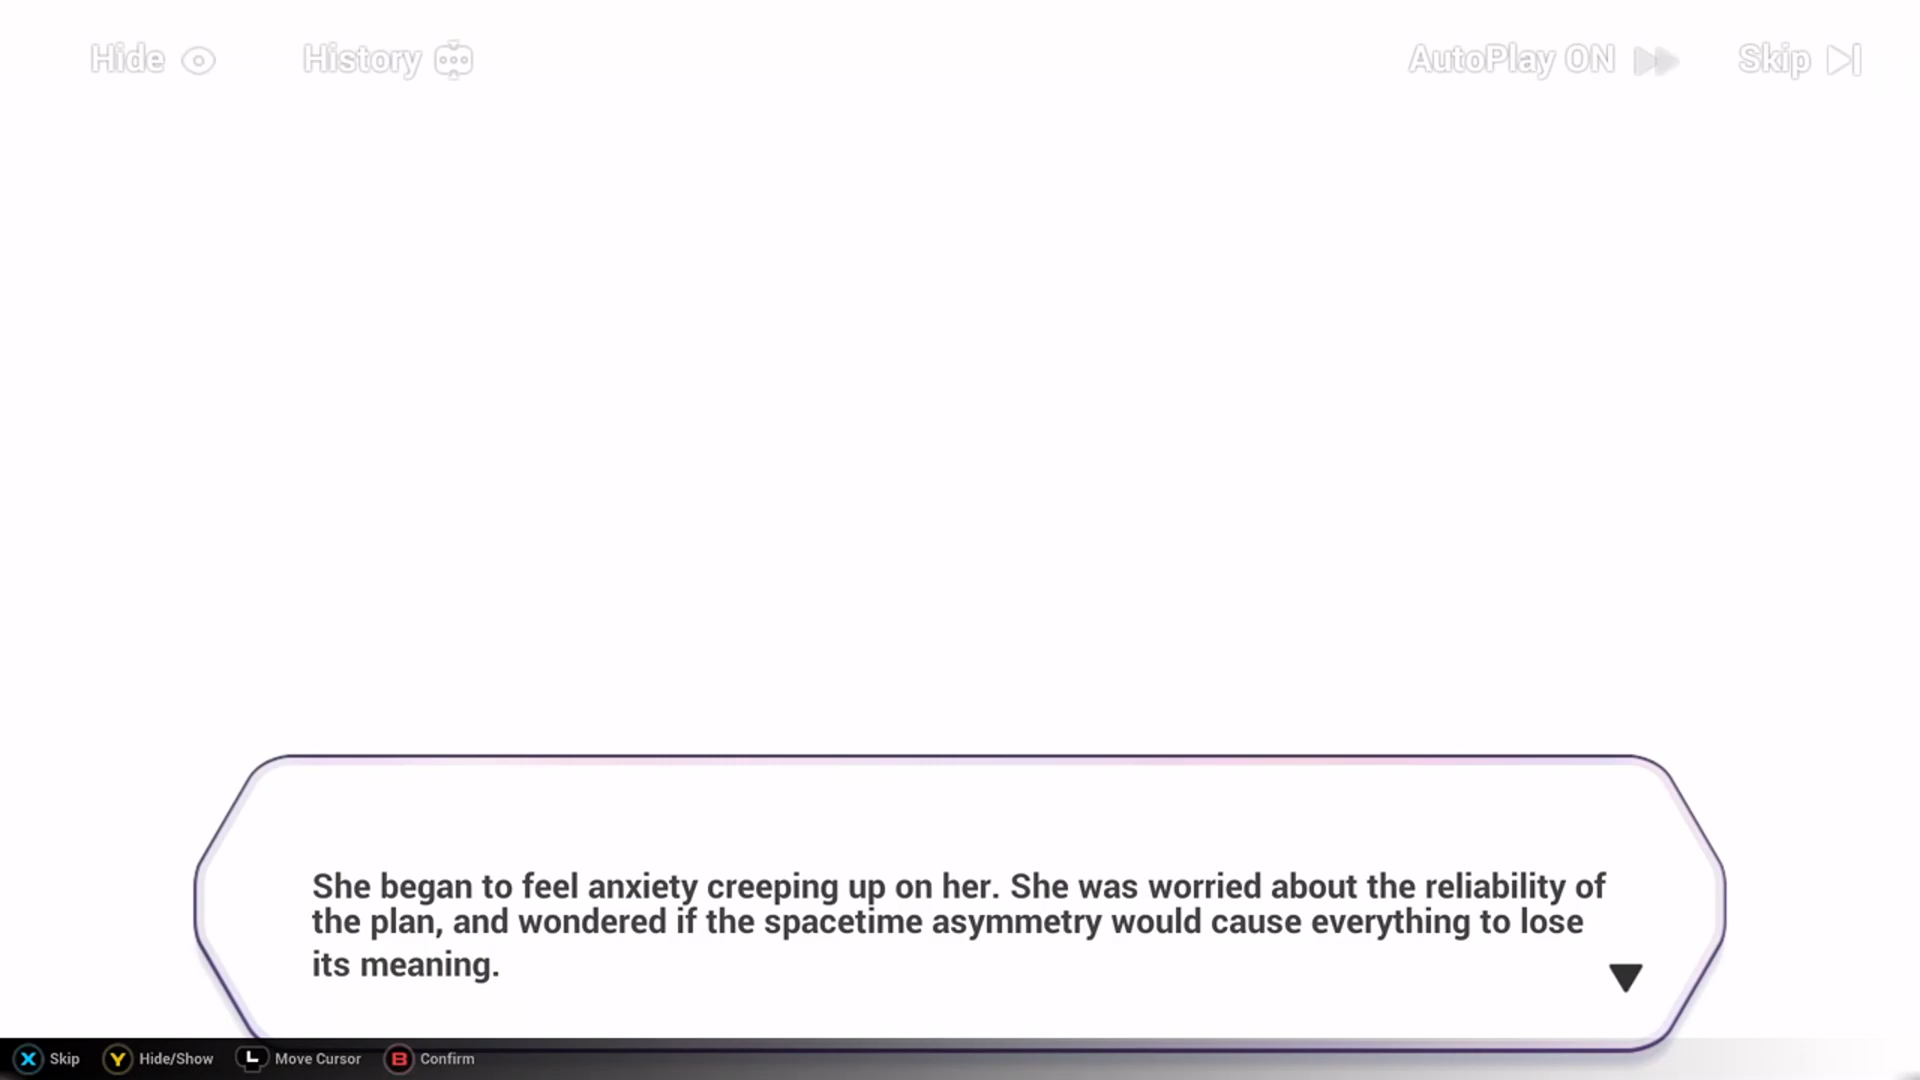 Hide
History
AutoPlay ON
Skip
She began to feel anxiety creeping up on her. She was worried about the reliability of
the plan, and wondered if the spacetime asymmetry would cause everything to lose
its meaning.
X Skip Y Hide/Show L Move Cursor B Confirm